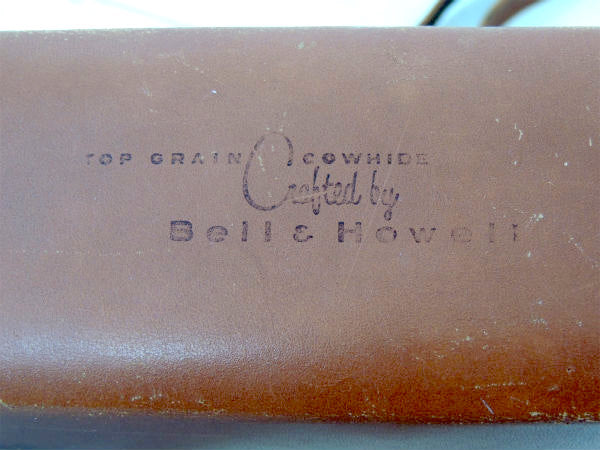 TOP GRAIN COWHIDE
Crafted by
Bell & Howell